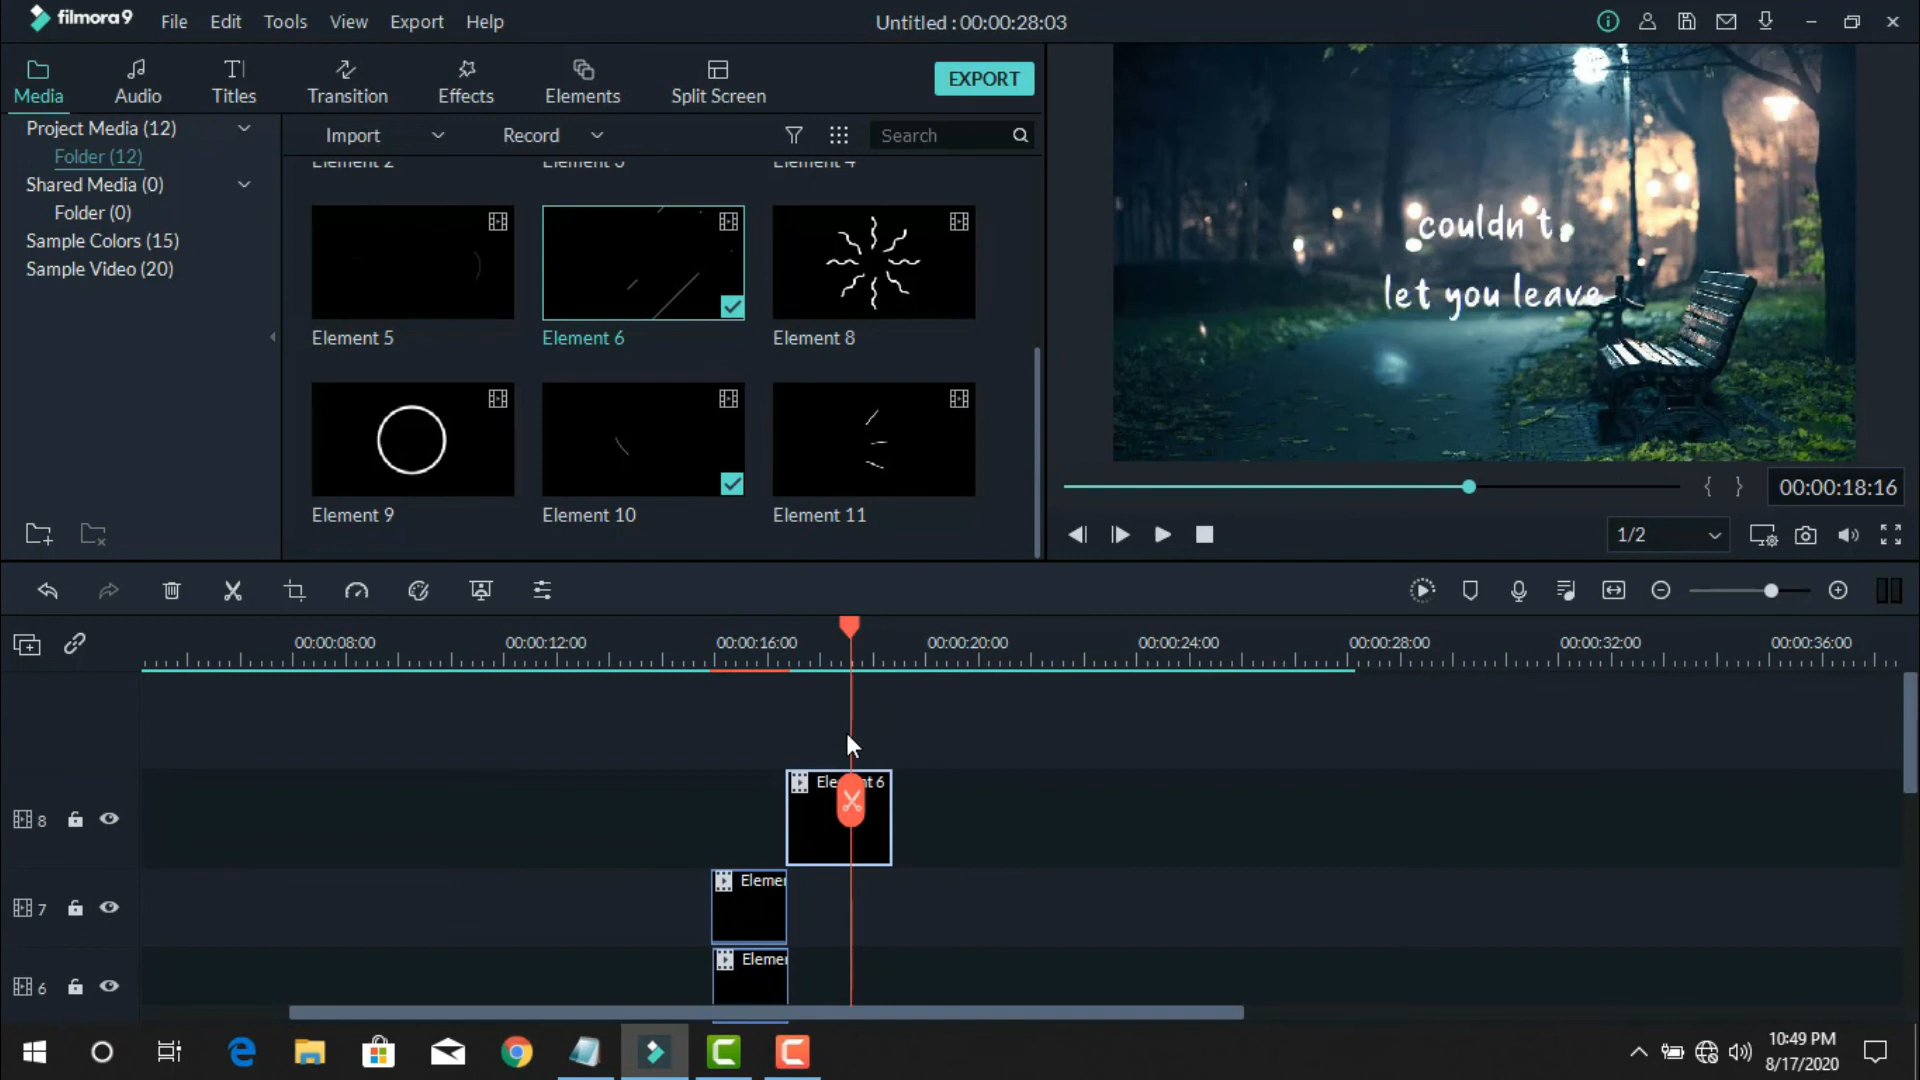 filmora9 File Edit Tools View Export Help Untitled : 00:00:28:03
Media Audio Titles Transition Effects Elements Split Screen EXPORT
Project Media (12)
Folder (12)
Shared Media (0)
Folder (0)
Sample Colors (15)
Sample Video (20)
Import Record Search
Element 2 Element 3 Element 4
Element 5 Element 6 Element 8
Element 9 Element 10 Element 11
couldn't
let you leave
{ } 00:00:18:16
1/2
00:00:08:00 00:00:12:00 00:00:16:00 00:00:20:00 00:00:24:00 00:00:28:00 00:00:32:00 00:00:36:00
8
7 Elemen
6 Elemen
10:49 PM
8/17/2020